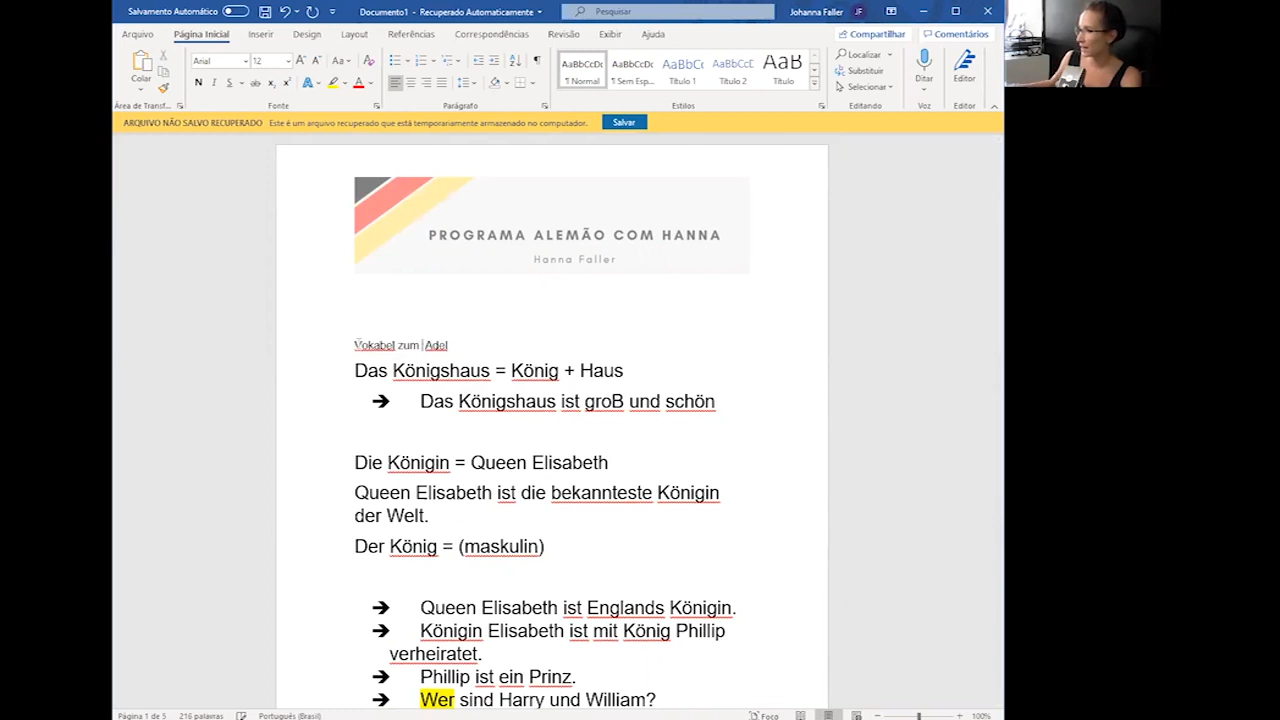 Salvamento Automático
Documento1 - Recuperado Automaticamente
Pesquisar
Johanna Faller
JF
Arquivo Página Inicial Inserir Design Layout Referências Correspondências Revisão Exibir Ajuda
Compartilhar
Comentários
Colar
Arial
12
N I S
AaBbCcDc AaBbCcDc AaBbCc AaBbCcC AaB
¶ Normal ¶ Sem Esp... Título 1 Título 2 Título
Localizar
Substituir
Selecionar
Ditar
Editor
Área de Transf... Fonte Parágrafo Estilos Editando Voz Editor
ARQUIVO NÃO SALVO RECUPERADO Este é um arquivo recuperado que está temporariamente armazenado no computador. Salvar
PROGRAMA ALEMÃO COM HANNA
Hanna Faller
Vokabel zum Adel
Das Königshaus = König + Haus
➔ Das Königshaus ist groB und schön
Die Königin = Queen Elisabeth
Queen Elisabeth ist die bekannteste Königin
der Welt.
Der König = (maskulin)
➔ Queen Elisabeth ist Englands Königin.
➔ Königin Elisabeth ist mit König Phillip
verheiratet.
➔ Phillip ist ein Prinz.
➔ Wer sind Harry und William?
Página 1 de 5 216 palavras Português (Brasil) Foco 100%